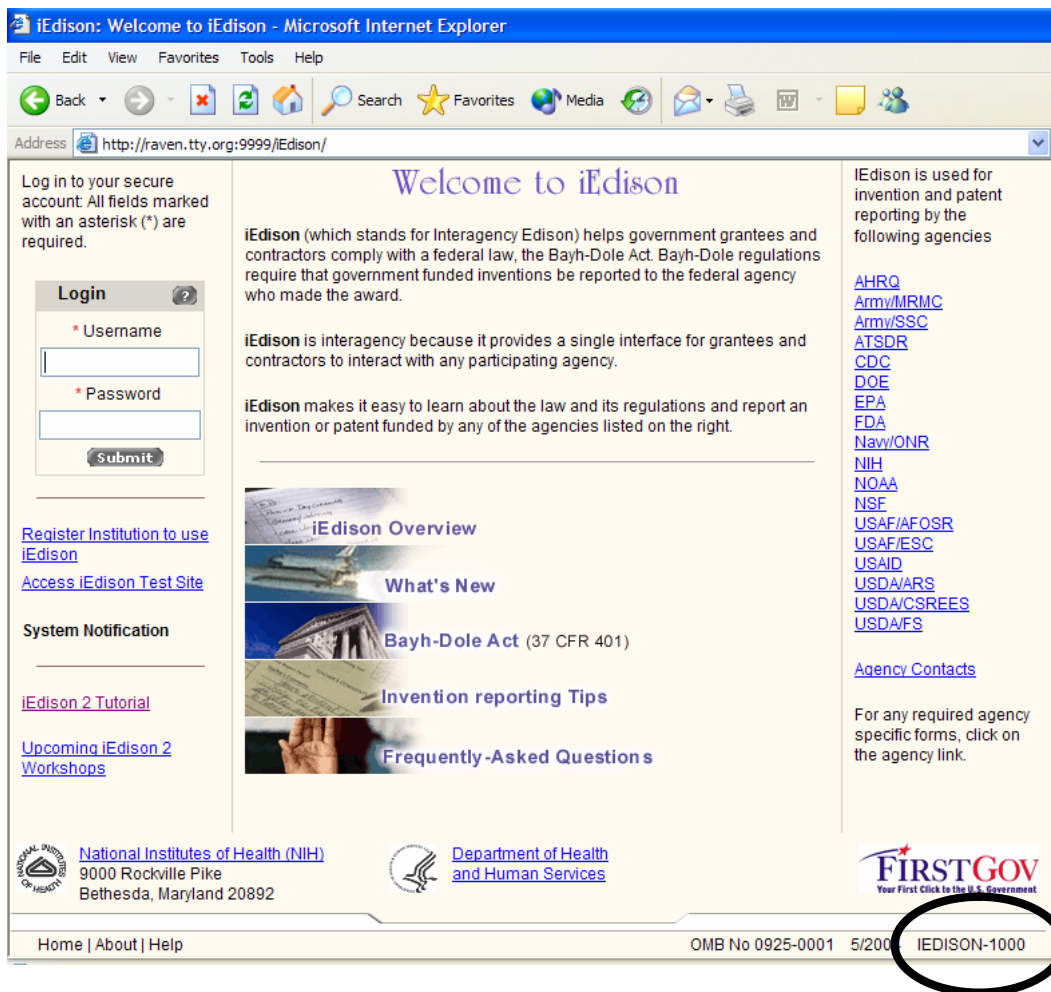 iEdison: Welcome to iEdison - Microsoft Internet Explorer
File Edit View Favorites Tools Help
Back Search Favorites Media
Address http://raven.tty.org:9999/iEdison/
Log in to your secure
account: All fields marked
with an asterisk (*) are
required.
Login ?
* Username
* Password
Submit
Register Institution to use
iEdison
Access iEdison Test Site
System Notification
iEdison 2 Tutorial
Upcoming iEdison 2
Workshops
Welcome to iEdison
iEdison (which stands for Interagency Edison) helps government grantees and
contractors comply with a federal law, the Bayh-Dole Act. Bayh-Dole regulations
require that government funded inventions be reported to the federal agency
who made the award.
iEdison is interagency because it provides a single interface for grantees and
contractors to interact with any participating agency.
iEdison makes it easy to learn about the law and its regulations and report an
invention or patent funded by any of the agencies listed on the right.
iEdison Overview
What's New
Bayh-Dole Act (37 CFR 401)
Invention reporting Tips
Frequently-Asked Questions
IEdison is used for
invention and patent
reporting by the
following agencies
AHRQ
Army/MRMC
Army/SSC
ATSDR
CDC
DOE
EPA
FDA
Navy/ONR
NIH
NOAA
NSF
USAF/AFOSR
USAF/ESC
USAID
USDA/ARS
USDA/CSREES
USDA/FS
Agency Contacts
For any required agency
specific forms, click on
the agency link.
National Institutes of Health (NIH)
9000 Rockville Pike
Bethesda, Maryland 20892
Department of Health
and Human Services
FIRSTGOV
Your First Click to the U.S. Government
Home | About | Help
OMB No 0925-0001 IEDISON-1000